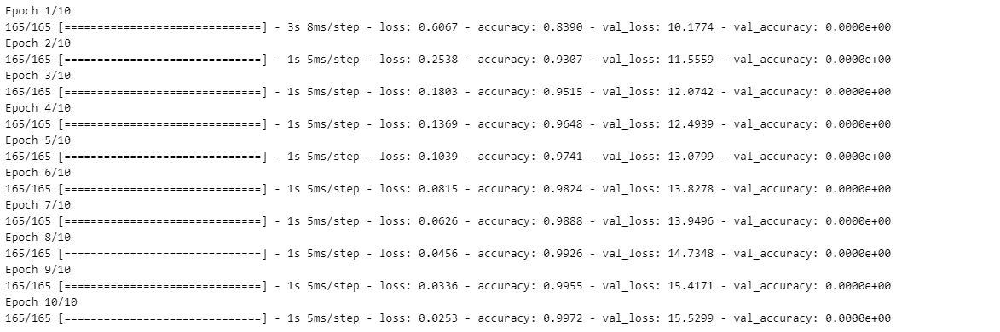 Epoch 1/10
165/165 [==============================] - 3s 8ms/step - loss: 0.6067 - accuracy: 0.8390 - val_loss: 10.1774 - val_accuracy: 0.0000e+00
Epoch 2/10
165/165 [==============================] - 1s 5ms/step - loss: 0.2538 - accuracy: 0.9307 - val_loss: 11.5559 - val_accuracy: 0.0000e+00
Epoch 3/10
165/165 [==============================] - 1s 5ms/step - loss: 0.1803 - accuracy: 0.9515 - val_loss: 12.0742 - val_accuracy: 0.0000e+00
Epoch 4/10
165/165 [==============================] - 1s 5ms/step - loss: 0.1369 - accuracy: 0.9648 - val_loss: 12.4939 - val_accuracy: 0.0000e+00
Epoch 5/10
165/165 [==============================] - 1s 5ms/step - loss: 0.1039 - accuracy: 0.9741 - val_loss: 13.0799 - val_accuracy: 0.0000e+00
Epoch 6/10
165/165 [==============================] - 1s 5ms/step - loss: 0.0815 - accuracy: 0.9824 - val_loss: 13.8278 - val_accuracy: 0.0000e+00
Epoch 7/10
165/165 [==============================] - 1s 5ms/step - loss: 0.0626 - accuracy: 0.9888 - val_loss: 13.9496 - val_accuracy: 0.0000e+00
Epoch 8/10
165/165 [==============================] - 1s 5ms/step - loss: 0.0456 - accuracy: 0.9926 - val_loss: 14.7348 - val_accuracy: 0.0000e+00
Epoch 9/10
165/165 [==============================] - 1s 5ms/step - loss: 0.0336 - accuracy: 0.9955 - val_loss: 15.4171 - val_accuracy: 0.0000e+00
Epoch 10/10
165/165 [==============================] - 1s 5ms/step - loss: 0.0253 - accuracy: 0.9972 - val_loss: 15.5299 - val_accuracy: 0.0000e+00